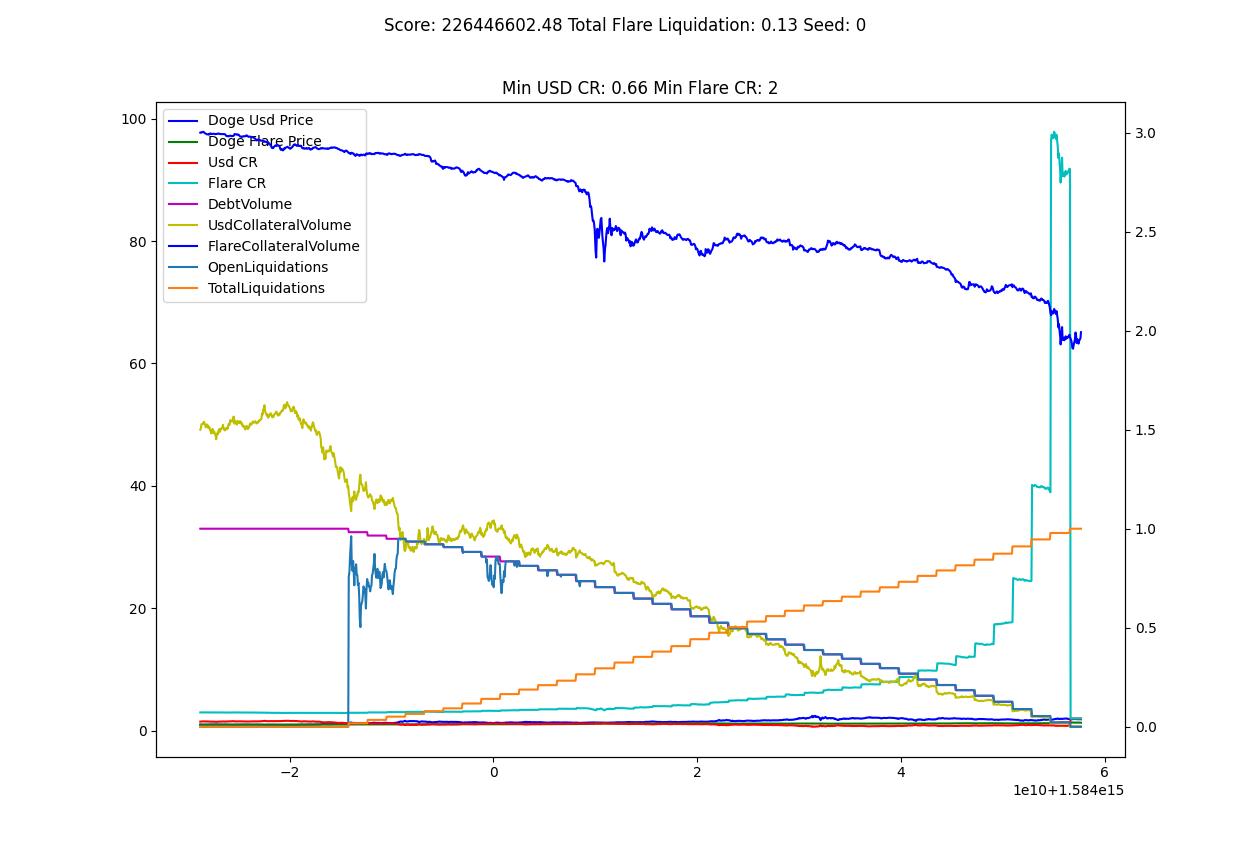 Score: 226446602.48 Total Flare Liquidation: 0.13 Seed: 0
Min USD CR: 0.66 Min Flare CR: 2
Doge Usd Price
Doge Flare Price
Usd CR
Flare CR
DebtVolume
UsdCollateralVolume
FlareCollateralVolume
OpenLiquidations
TotalLiquidations
100
80
60
40
20
0
3.0
2.5
2.0
1.5
1.0
0.5
0.0
−2
0
2
4
6
1e10+1.584e15